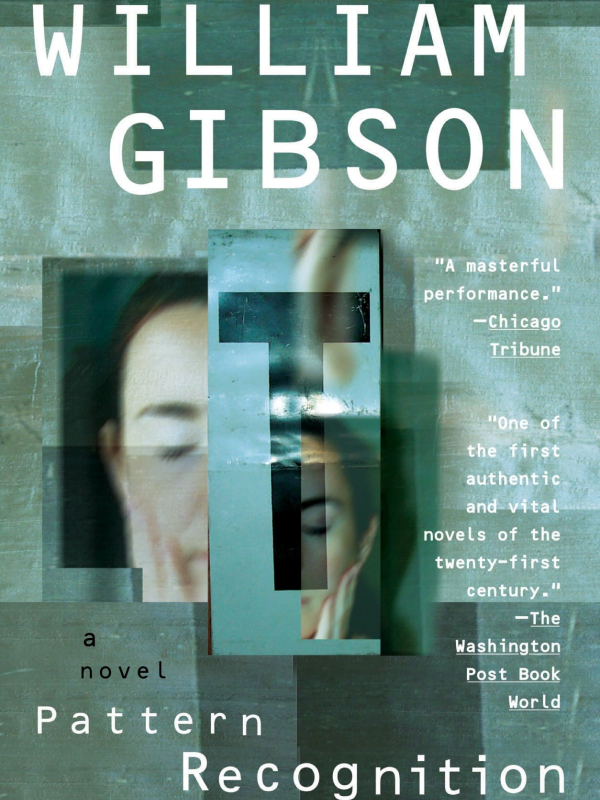 WILLIAM
GIBSON
T
"A masterful
performance."
—Chicago
Tribune
"One of
the first
authentic
and vital
novels of the
twenty-first
century."
—The
Washington
Post Book
World
a
novel
Pattern
Recognition